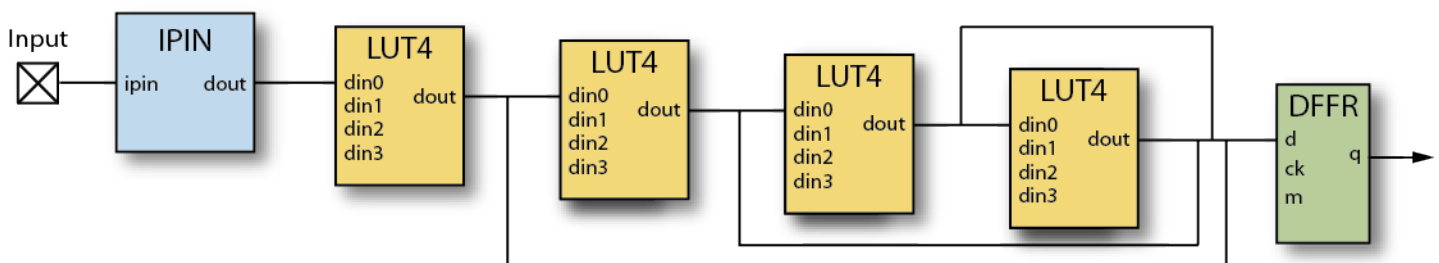 Input
IPIN
ipin dout
LUT4
din0
din1
din2
din3
dout
LUT4
din0
din1
din2
din3
dout
LUT4
din0
din1
din2
din3
dout
LUT4
din0
din1
din2
din3
dout
DFFR
d
ck
m
q